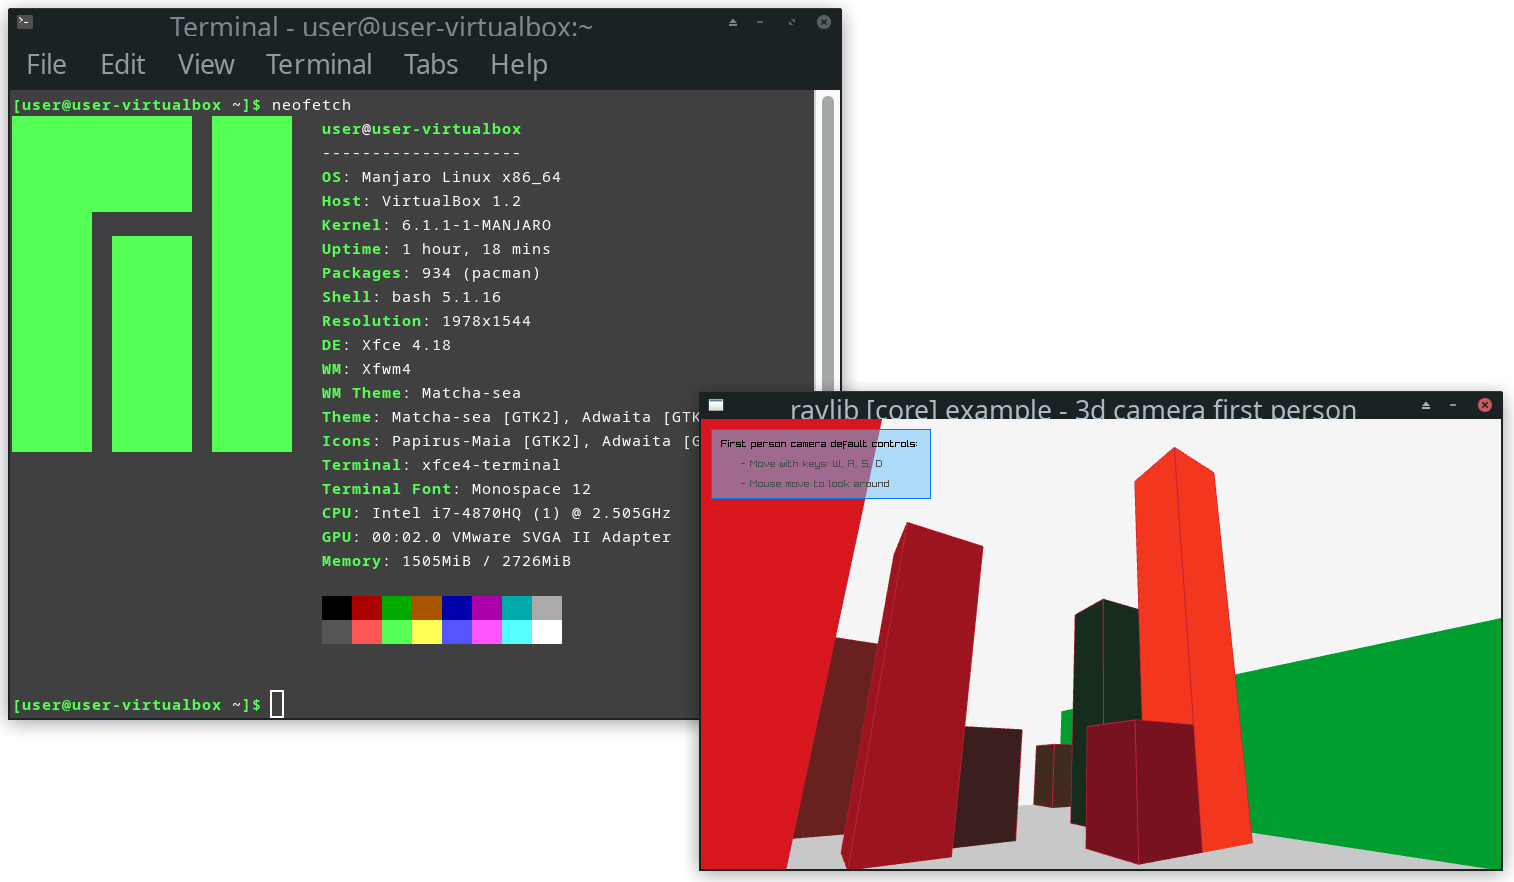 Terminal - user@user-virtualbox:~
File Edit View Terminal Tabs Help
[user@user-virtualbox ~]$ neofetch
user@user-virtualbox
--------------------
OS: Manjaro Linux x86_64
Host: VirtualBox 1.2
Kernel: 6.1.1-1-MANJARO
Uptime: 1 hour, 18 mins
Packages: 934 (pacman)
Shell: bash 5.1.16
Resolution: 1978x1544
DE: Xfce 4.18
WM: Xfwm4
WM Theme: Matcha-sea
Theme: Matcha-sea [GTK2], Adwaita [GTK
Icons: Papirus-Maia [GTK2], Adwaita [G
Terminal: xfce4-terminal
Terminal Font: Monospace 12
CPU: Intel i7-4870HQ (1) @ 2.505GHz
GPU: 00:02.0 VMware SVGA II Adapter
Memory: 1505MiB / 2726MiB
[user@user-virtualbox ~]$
raylib [core] example - 3d camera first person
First person camera default controls:
- Move with keys: W, A, S, D
- Mouse move to look around